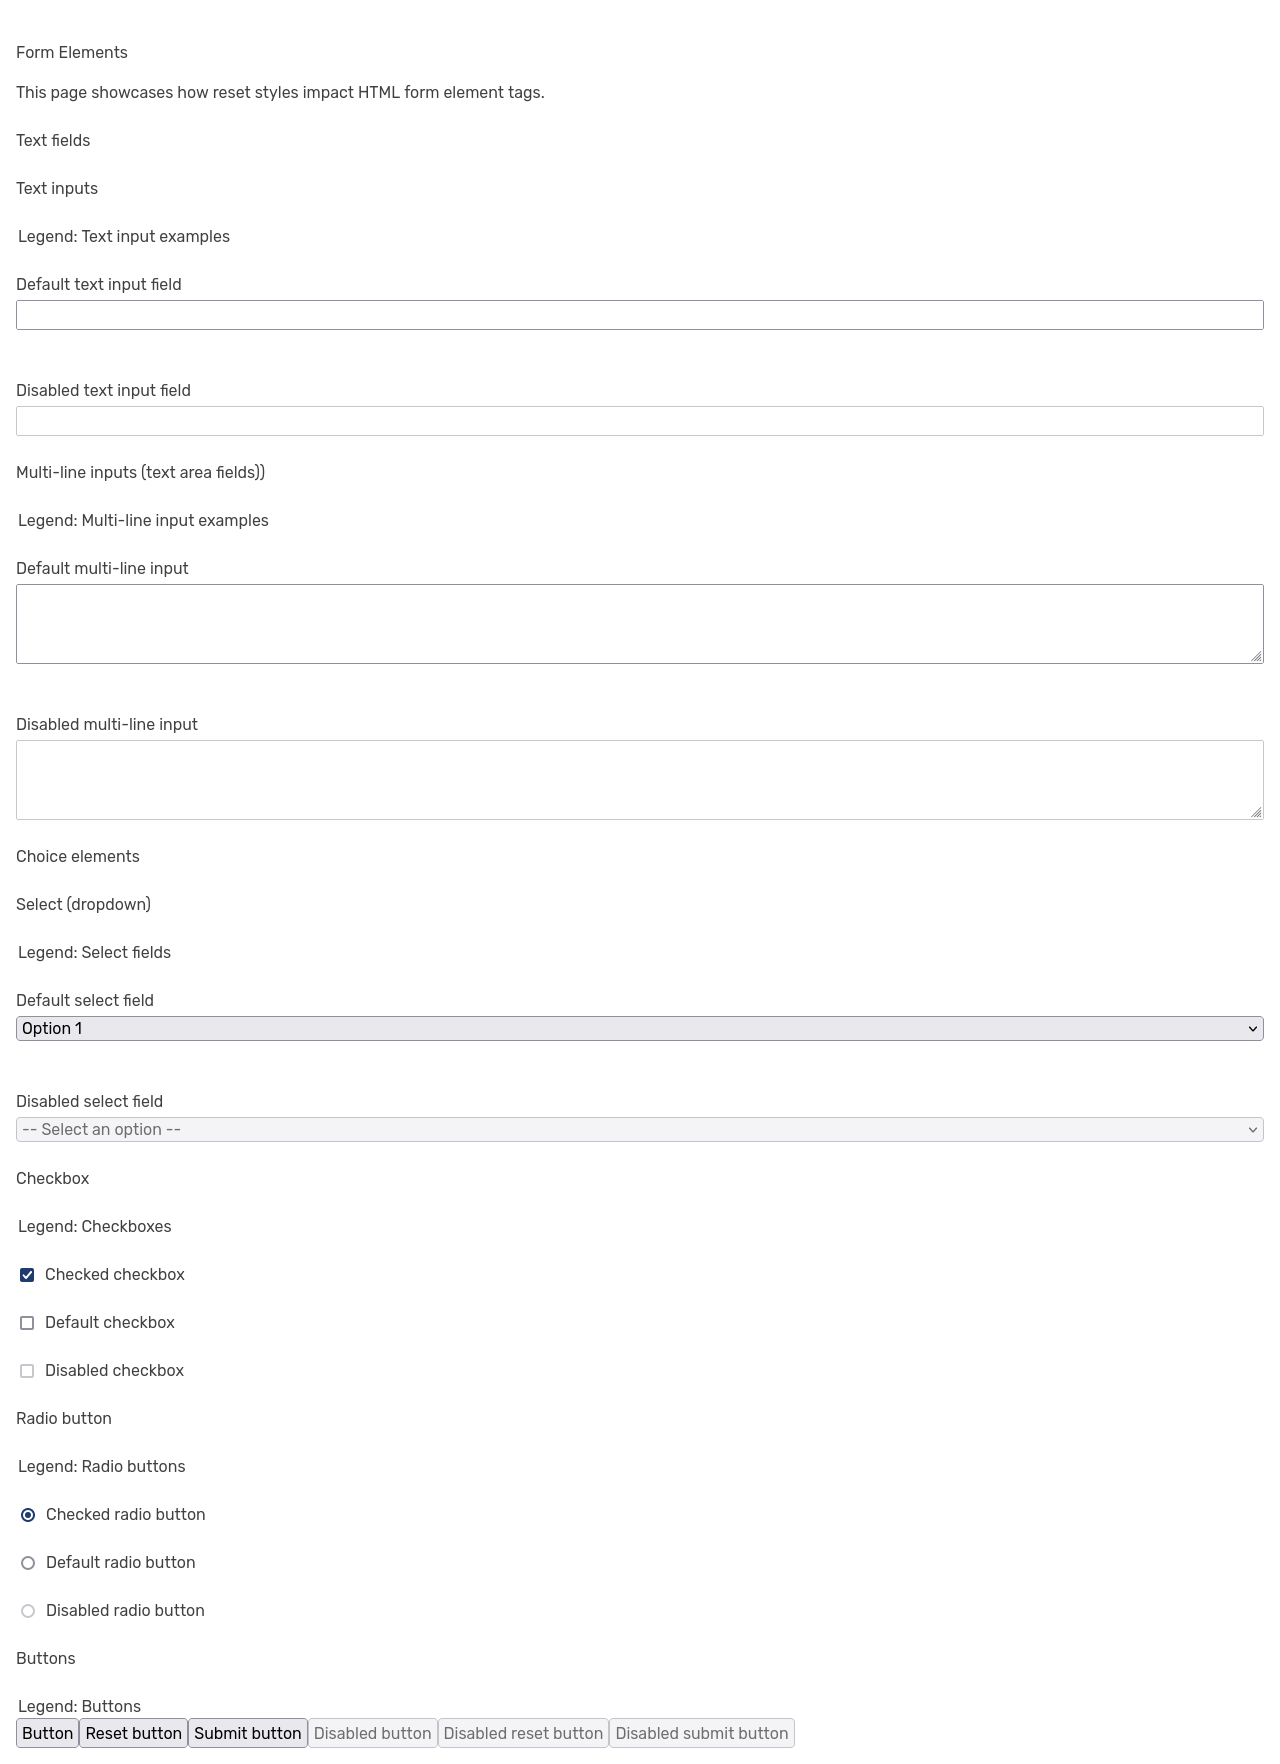 Form Elements
This page showcases how reset styles impact HTML form element tags.
Text fields
Text inputs
Legend: Text input examples
Default text input field
Disabled text input field
Multi-line inputs (text area fields))
Legend: Multi-line input examples
Default multi-line input
Disabled multi-line input
Choice elements
Select (dropdown)
Legend: Select fields
Default select field
Option 1
Disabled select field
-- Select an option --
Checkbox
Legend: Checkboxes
Checked checkbox
Default checkbox
Disabled checkbox
Radio button
Legend: Radio buttons
Checked radio button
Default radio button
Disabled radio button
Buttons
Legend: Buttons
Button Reset button Submit button Disabled button Disabled reset button Disabled submit button